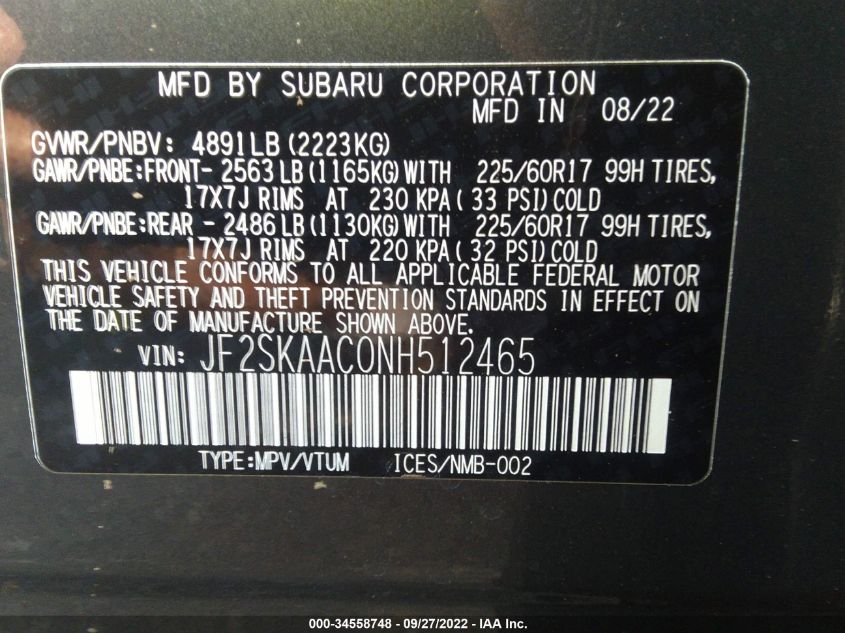 MFD BY SUBARU CORPORATION
MFD IN 08/22
GVWR/PNBV: 4891LB (2223KG)
GAWR/PNBE:FRONT- 2563LB (1165KG)WITH 225/60R17 99H TIRES,
17X7J RIMS AT 230 KPA( 33 PSI)COLD
GAWR/PNBE:REAR - 2486LB (1130KG)WITH 225/60R17 99H TIRES,
17X7J RIMS AT 220 KPA( 32 PSI)COLD
THIS VEHICLE CONFORMS TO ALL APPLICABLE FEDERAL MOTOR
VEHICLE SAFETY AND THEFT PREVENTION STANDARDS IN EFFECT ON
THE DATE OF MANUFACTURE SHOWN ABOVE.
VIN: JF2SKAAC0NH512465
TYPE:MPV/VTUM ICES/NMB-002
000-34558748 - 09/27/2022 - IAA Inc.